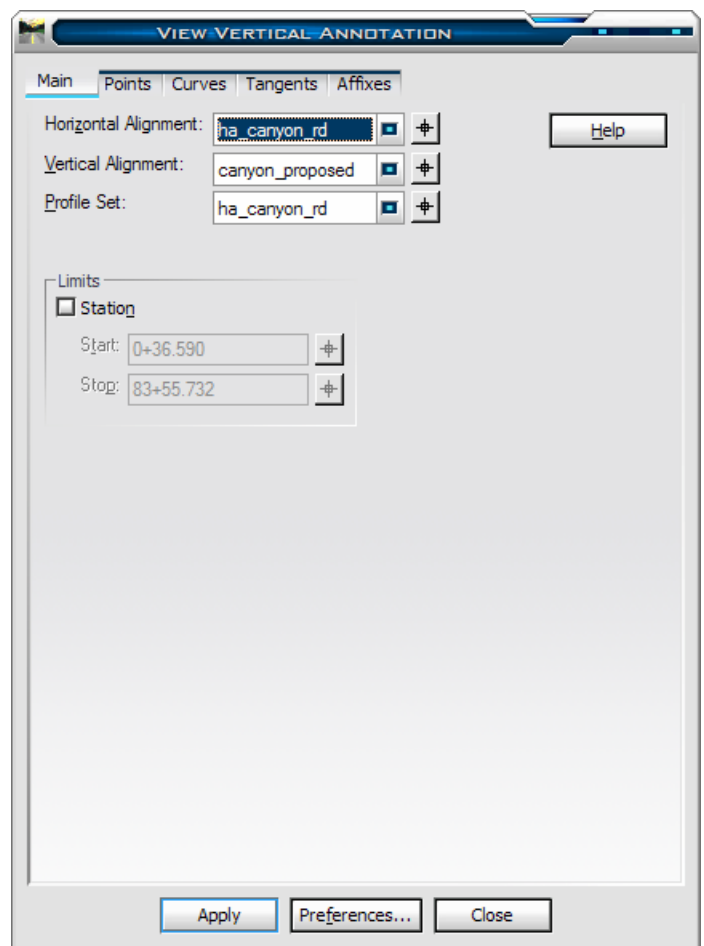 VIEW VERTICAL ANNOTATION
Main Points Curves Tangents Affixes
Horizontal Alignment: ha_canyon_rd Help
Vertical Alignment: canyon_proposed
Profile Set: ha_canyon_rd
Limits
Station
Start: 0+36.590
Stop: 83+55.732
Apply Preferences... Close